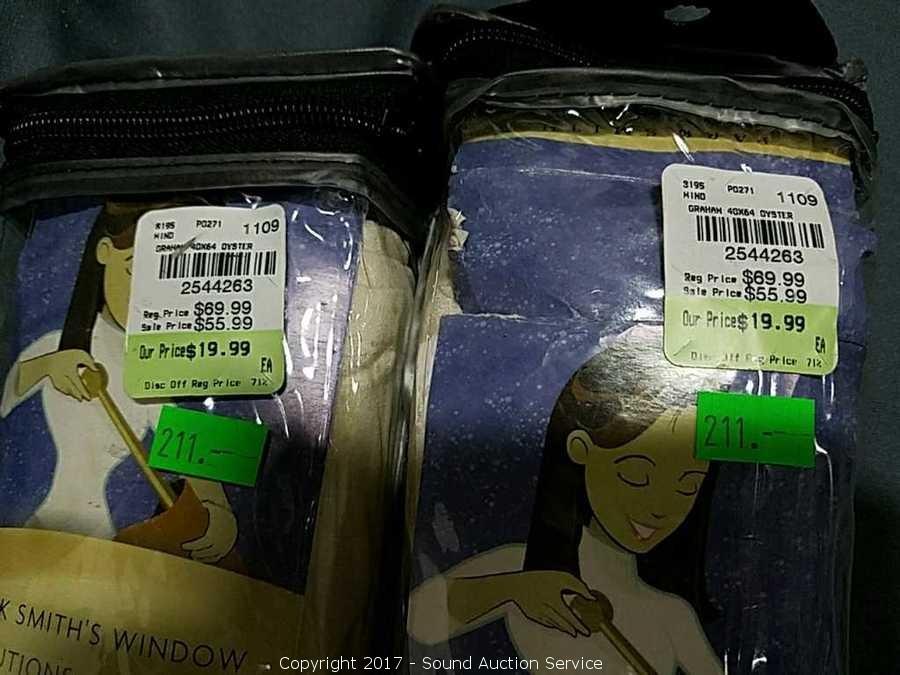 3195 P0271 1109
WIND
GRAHAM 40X64 OYSTER
2544263
Reg. Price $69.99
Sale Price $55.99
Our Price $19.99
EA
Disc Off Reg Price 71%
211.--
K SMITH'S WINDOW
UTIONS
3195 P0271 1109
WIND
GRAHAM 40X64 OYSTER
2544263
Reg Price $69.99
Sale Price $55.99
Our Price $19.99
EA
Disc Off Reg Price 71%
211.--
Copyright 2017 - Sound Auction Service